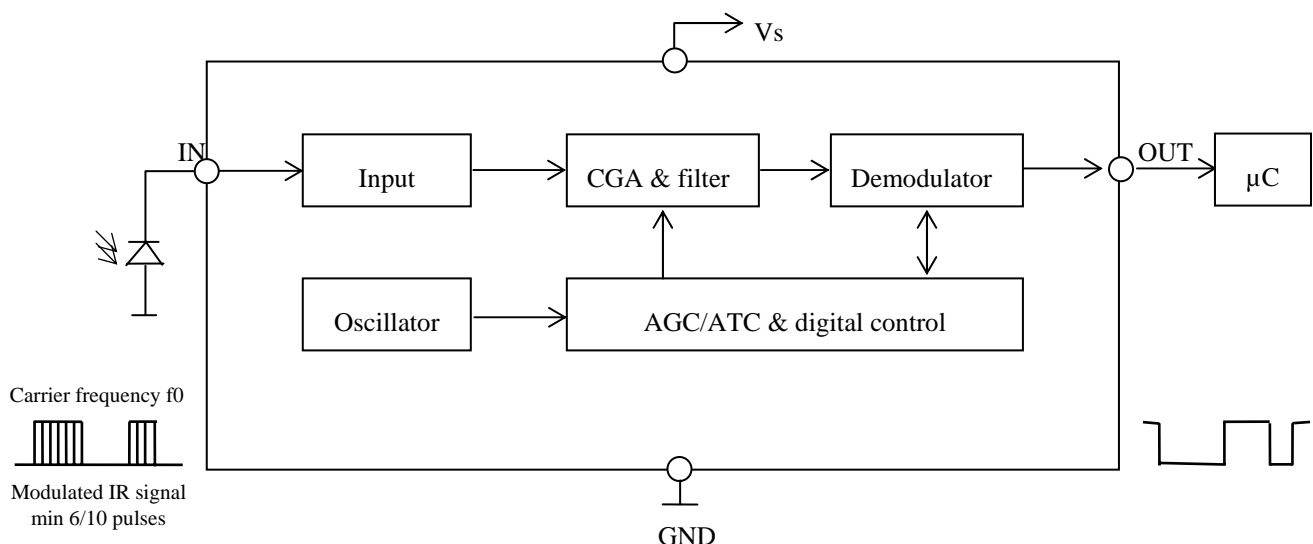 Vs
IN
Input
CGA & filter
Demodulator
OUT
µC
Oscillator
AGC/ATC & digital control
Carrier frequency f0
Modulated IR signal
min 6/10 pulses
GND